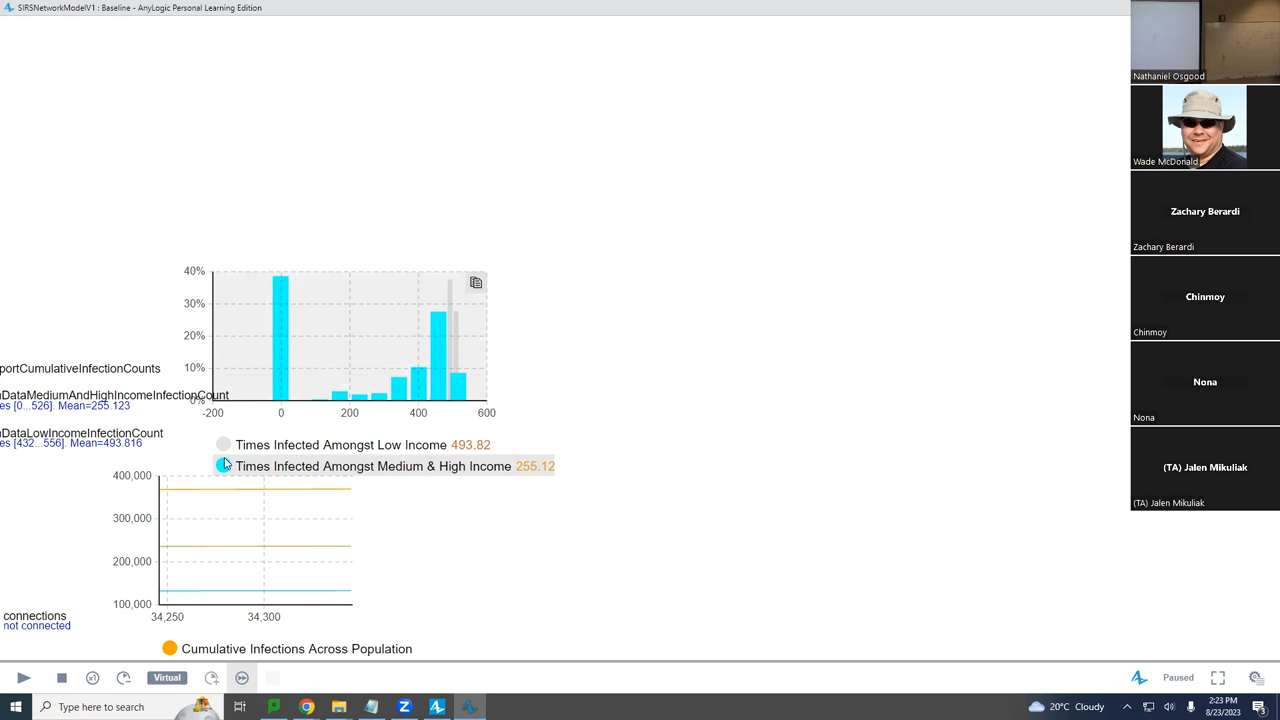 SIRSNetworkModelV1 : Baseline - AnyLogic Personal Learning Edition
Nathaniel Osgood
Wade McDonald
Zachary Berardi
Zachary Berardi
Chinmoy
Chinmoy
Nona
Nona
(TA) Jalen Mikuliak
(TA) Jalen Mikuliak
40%
30%
20%
10%
0%
-200 0 200 400 600
portCumulativeInfectionCounts
nDataMediumAndHighIncomeInfectionCount
es [0...526]. Mean=255.123
nDataLowIncomeInfectionCount
es [432...556]. Mean=493.816
Times Infected Amongst Low Income 493.82
Times Infected Amongst Medium & High Income 255.12
400,000
300,000
200,000
100,000
34,250 34,300
connections
not connected
Cumulative Infections Across Population
x1 Virtual Paused
Type here to search
20°C Cloudy
2:23 PM
8/23/2023
3